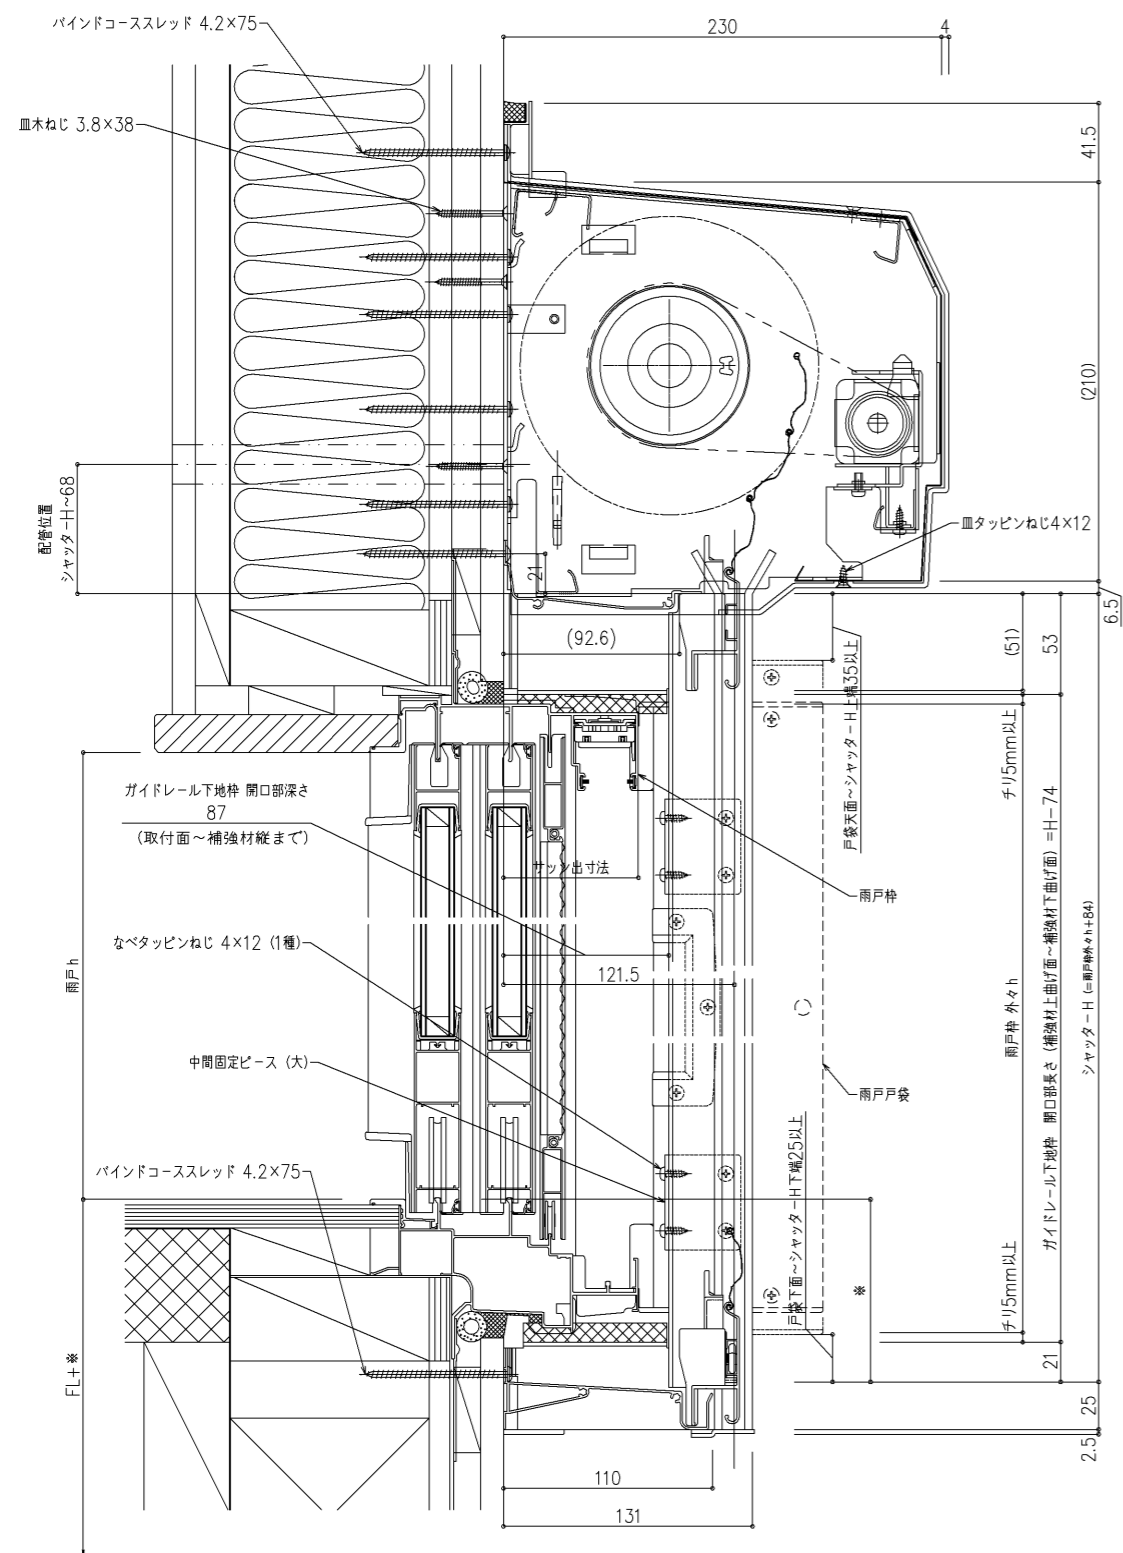 バインドコーススレッド 4.2×75
230
4
皿木ねじ 3.8×38
41.5
(210)
配管位置
シャッターH~68
21
皿タッピンねじ4×12
6.5
(92.6)
(51)
53
戸袋天面~シャッターH上端35以上
チリ5mm以上
ガイドレール下地枠 開口部深さ
87
(取付面~補強材縦まで)
サッシ出寸法
雨戸枠
なべタッピンねじ 4×12 (1種)
121.5
雨戸h
雨戸枠 外々h
ガイドレール下地枠 開口部長さ (補強材上曲げ面~補強材下曲げ面) =H-74
シャッターH (=雨戸枠外々h+84)
中間固定ピース (大)
雨戸戸袋
バインドコーススレッド 4.2×75
戸袋下面~シャッターH下端25以上
※
チリ5mm以上
FL+※
21
25
2.5
110
131